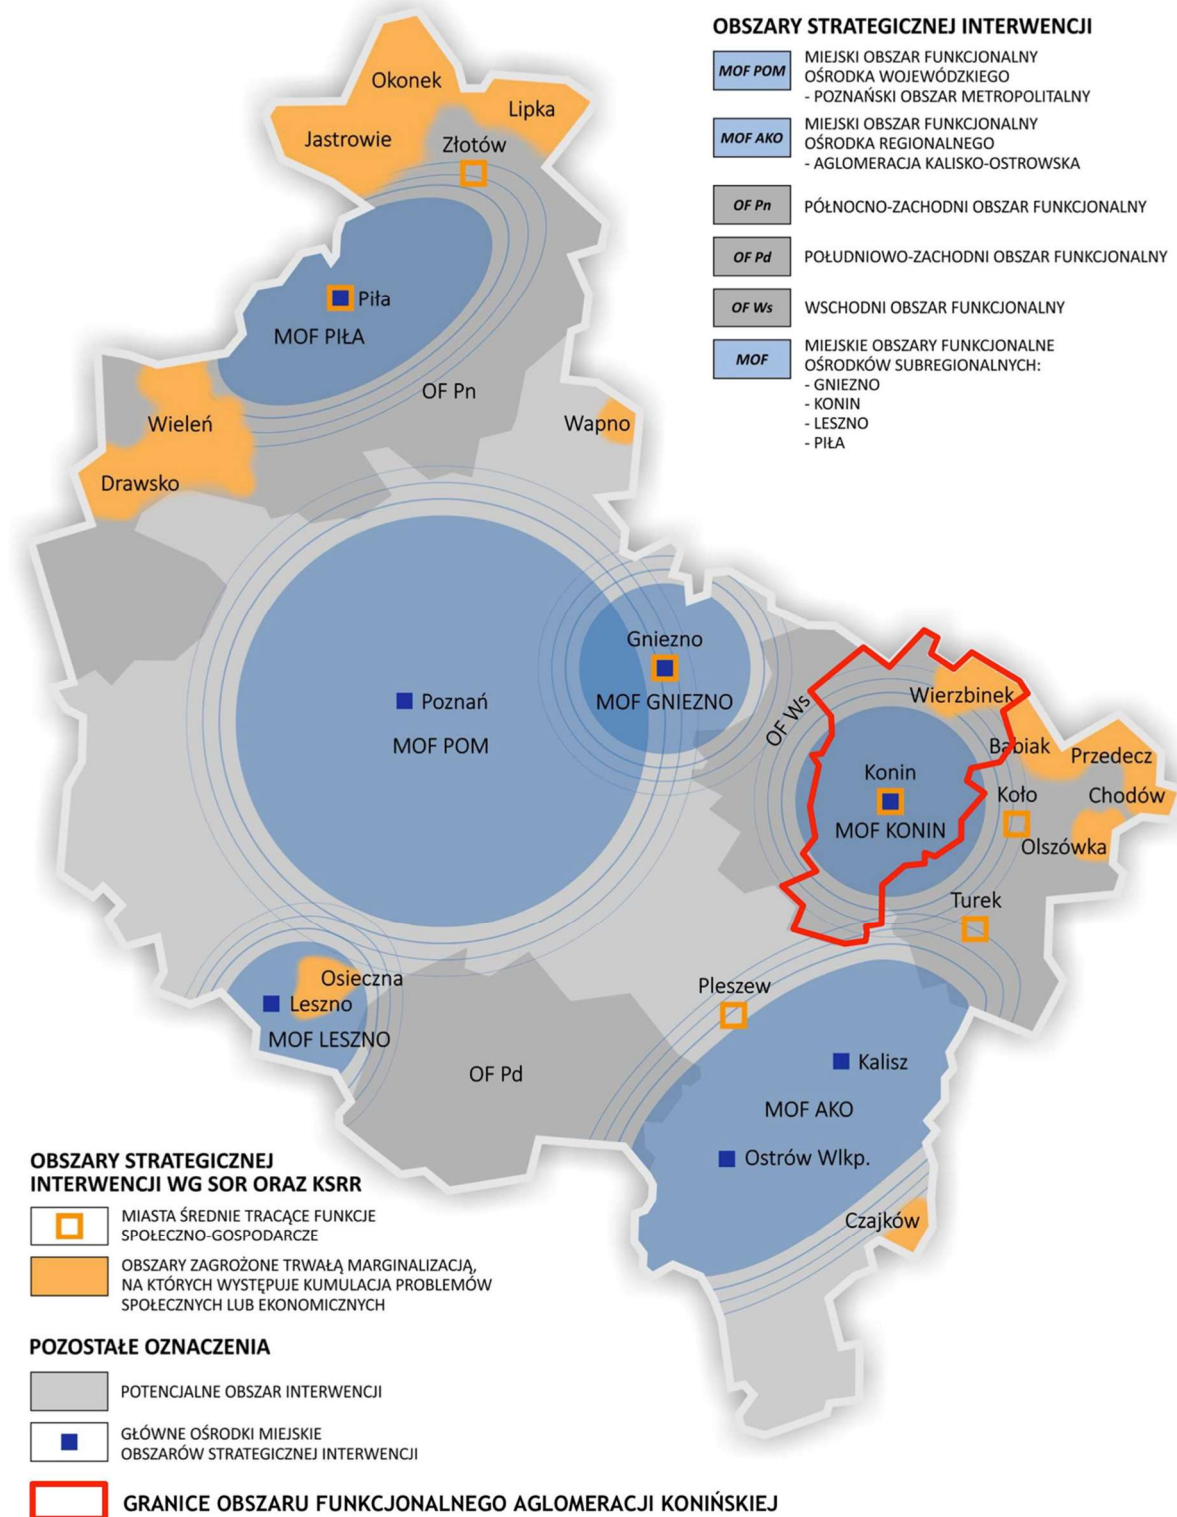 OBSZARY STRATEGICZNEJ INTERWENCJI
MOF POM
MIEJSKI OBSZAR FUNKCJONALNY
OŚRODKA WOJEWÓDZKIEGO
- POZNAŃSKI OBSZAR METROPOLITALNY
MOF AKO
MIEJSKI OBSZAR FUNKCJONALNY
OŚRODKA REGIONALNEGO
- AGLOMERACJA KALISKO-OSTROWSKA
OF Pn
PÓŁNOCNO-ZACHODNI OBSZAR FUNKCJONALNY
OF Pd
POŁUDNIOWO-ZACHODNI OBSZAR FUNKCJONALNY
OF Ws
WSCHODNI OBSZAR FUNKCJONALNY
MOF
MIEJSKIE OBSZARY FUNKCJONALNE
OŚRODKÓW SUBREGIONALNYCH:
- GNIEZNO
- KONIN
- LESZNO
- PIŁA
Okonek
Lipka
Jastrowie
Złotów
Piła
MOF PIŁA
OF Pn
Wieleń
Wapno
Drawsko
Gniezno
MOF GNIEZNO
Poznań
MOF POM
OF Ws
Wierzbinek
Babiak
Przedecz
Konin
Koło
Chodów
MOF KONIN
Olszówka
Turek
Osieczna
Leszno
MOF LESZNO
Pleszew
OF Pd
Kalisz
MOF AKO
Ostrów Wlkp.
Czajków
OBSZARY STRATEGICZNEJ
INTERWENCJI WG SOR ORAZ KSRR
MIASTA ŚREDNIE TRACĄCE FUNKCJE
SPOŁECZNO-GOSPODARCZE
OBSZARY ZAGROŻONE TRWAŁĄ MARGINALIZACJĄ,
NA KTÓRYCH WYSTĘPUJE KUMULACJA PROBLEMÓW
SPOŁECZNYCH LUB EKONOMICZNYCH
POZOSTAŁE OZNACZENIA
POTENCJALNE OBSZAR INTERWENCJI
GŁÓWNE OŚRODKI MIEJSKIE
OBSZARÓW STRATEGICZNEJ INTERWENCJI
GRANICE OBSZARU FUNKCJONALNEGO AGLOMERACJI KONIŃSKIEJ